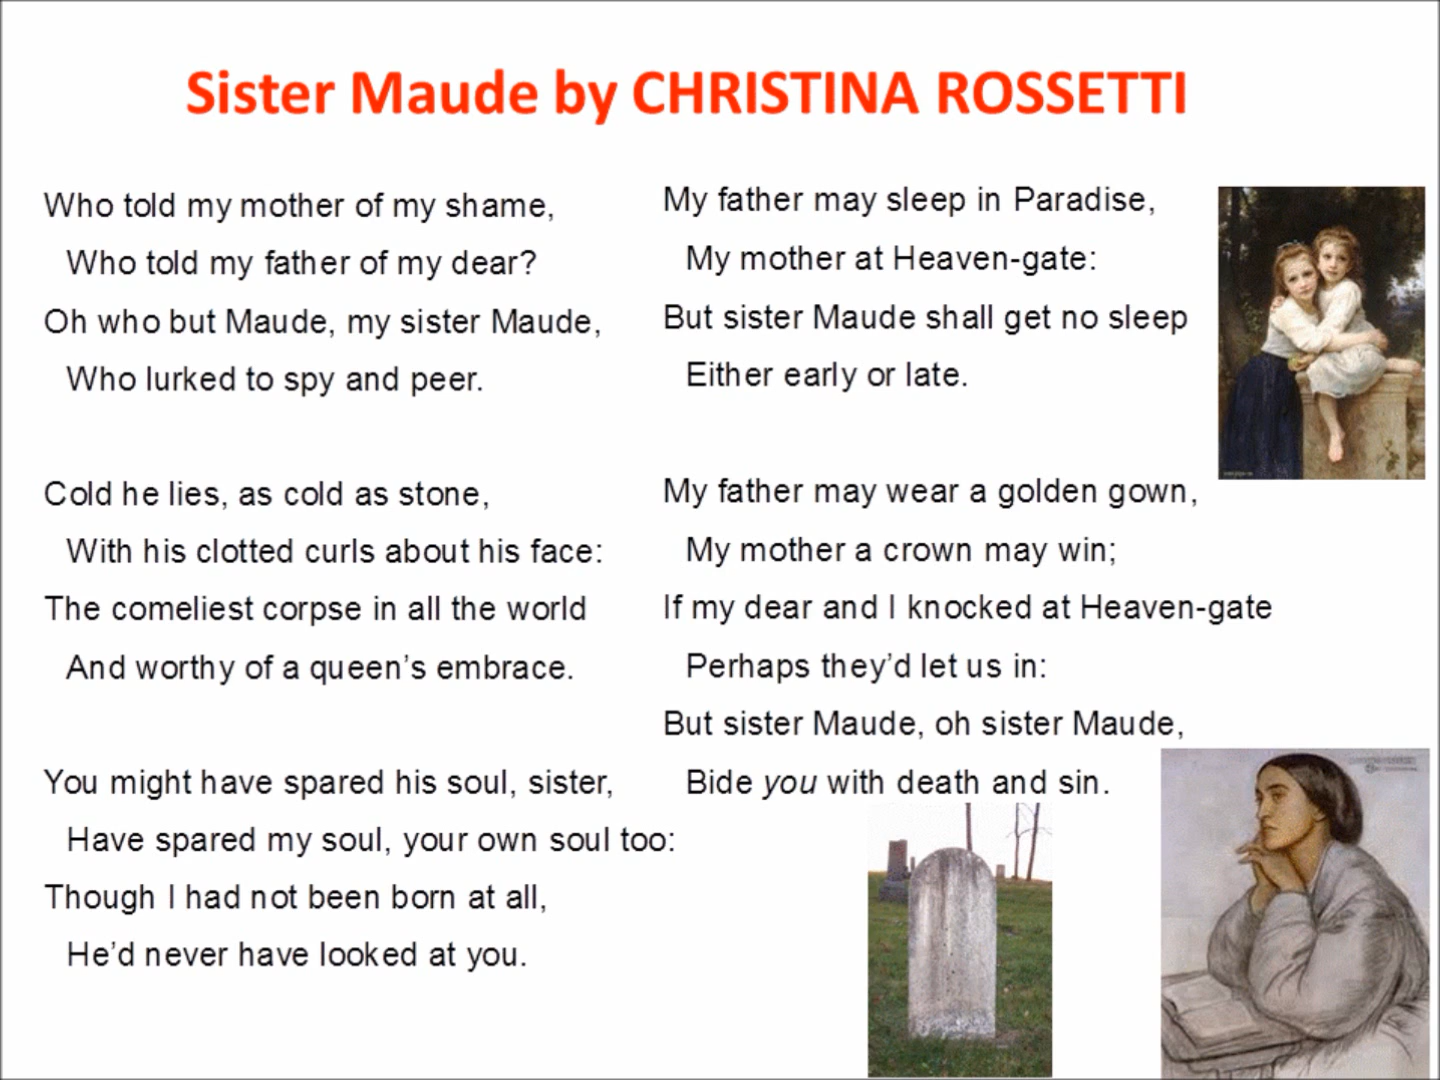 Sister Maude by CHRISTINA ROSSETTI
Who told my mother of my shame,
Who told my father of my dear?
Oh who but Maude, my sister Maude,
Who lurked to spy and peer.
Cold he lies, as cold as stone,
With his clotted curls about his face:
The comeliest corpse in all the world
And worthy of a queen's embrace.
You might have spared his soul, sister,
Have spared my soul, your own soul too:
Though I had not been born at all,
He'd never have looked at you.
My father may sleep in Paradise,
My mother at Heaven-gate:
But sister Maude shall get no sleep
Either early or late.
My father may wear a golden gown,
My mother a crown may win;
If my dear and I knocked at Heaven-gate
Perhaps they'd let us in:
But sister Maude, oh sister Maude,
Bide you with death and sin.